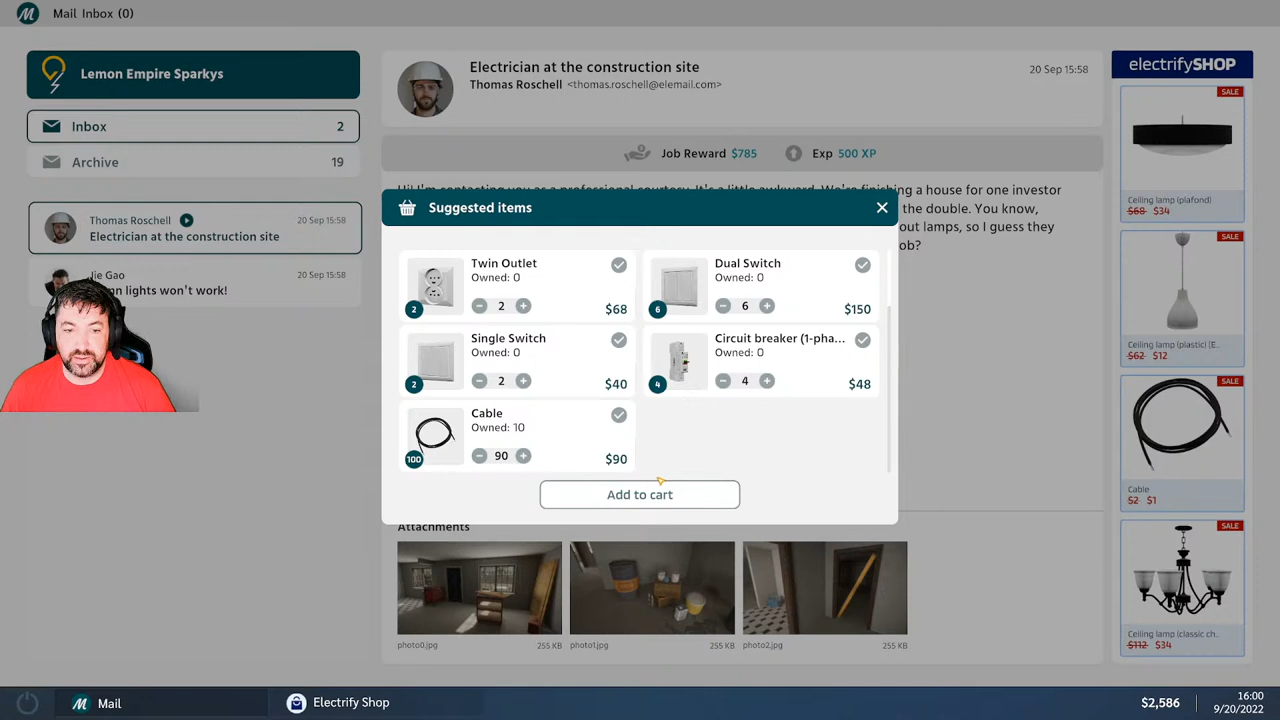 Mail Inbox (0)
Lemon Empire Sparkys
Inbox 2
Archive 19
Thomas Roschell 20 Sep 15:58
Electrician at the construction site
Jie Gao 20 Sep 15:58
lights won't work!
Electrician at the construction site 20 Sep 15:58
Thomas Roschell <thomas.roschell@elemail.com>
Job Reward $785 Exp 500 XP
Hi! I'm contacting you as a professional courtesy. It's a little awkward. We're finishing a house for one investor
the double. You know,
out lamps, so I guess they
ob?
Suggested items
Twin Outlet
Owned: 0
2 2 $68
Dual Switch
Owned: 0
6 6 $150
Single Switch
Owned: 0
2 2 $40
Circuit breaker (1-pha...
Owned: 0
4 4 $48
Cable
Owned: 10
100 90 $90
Add to cart
Attachments
photo0.jpg 255 KB
photo1.jpg 255 KB
photo2.jpg 255 KB
electrifySHOP
SALE
Ceiling lamp (plafond)
$68 $34
SALE
Ceiling lamp (plastic) (E...
$62 $12
SALE
Cable
$2 $1
SALE
Ceiling lamp (classic ch...
$112 $34
Mail
Electrify Shop
$2,586
16:00
9/20/2022